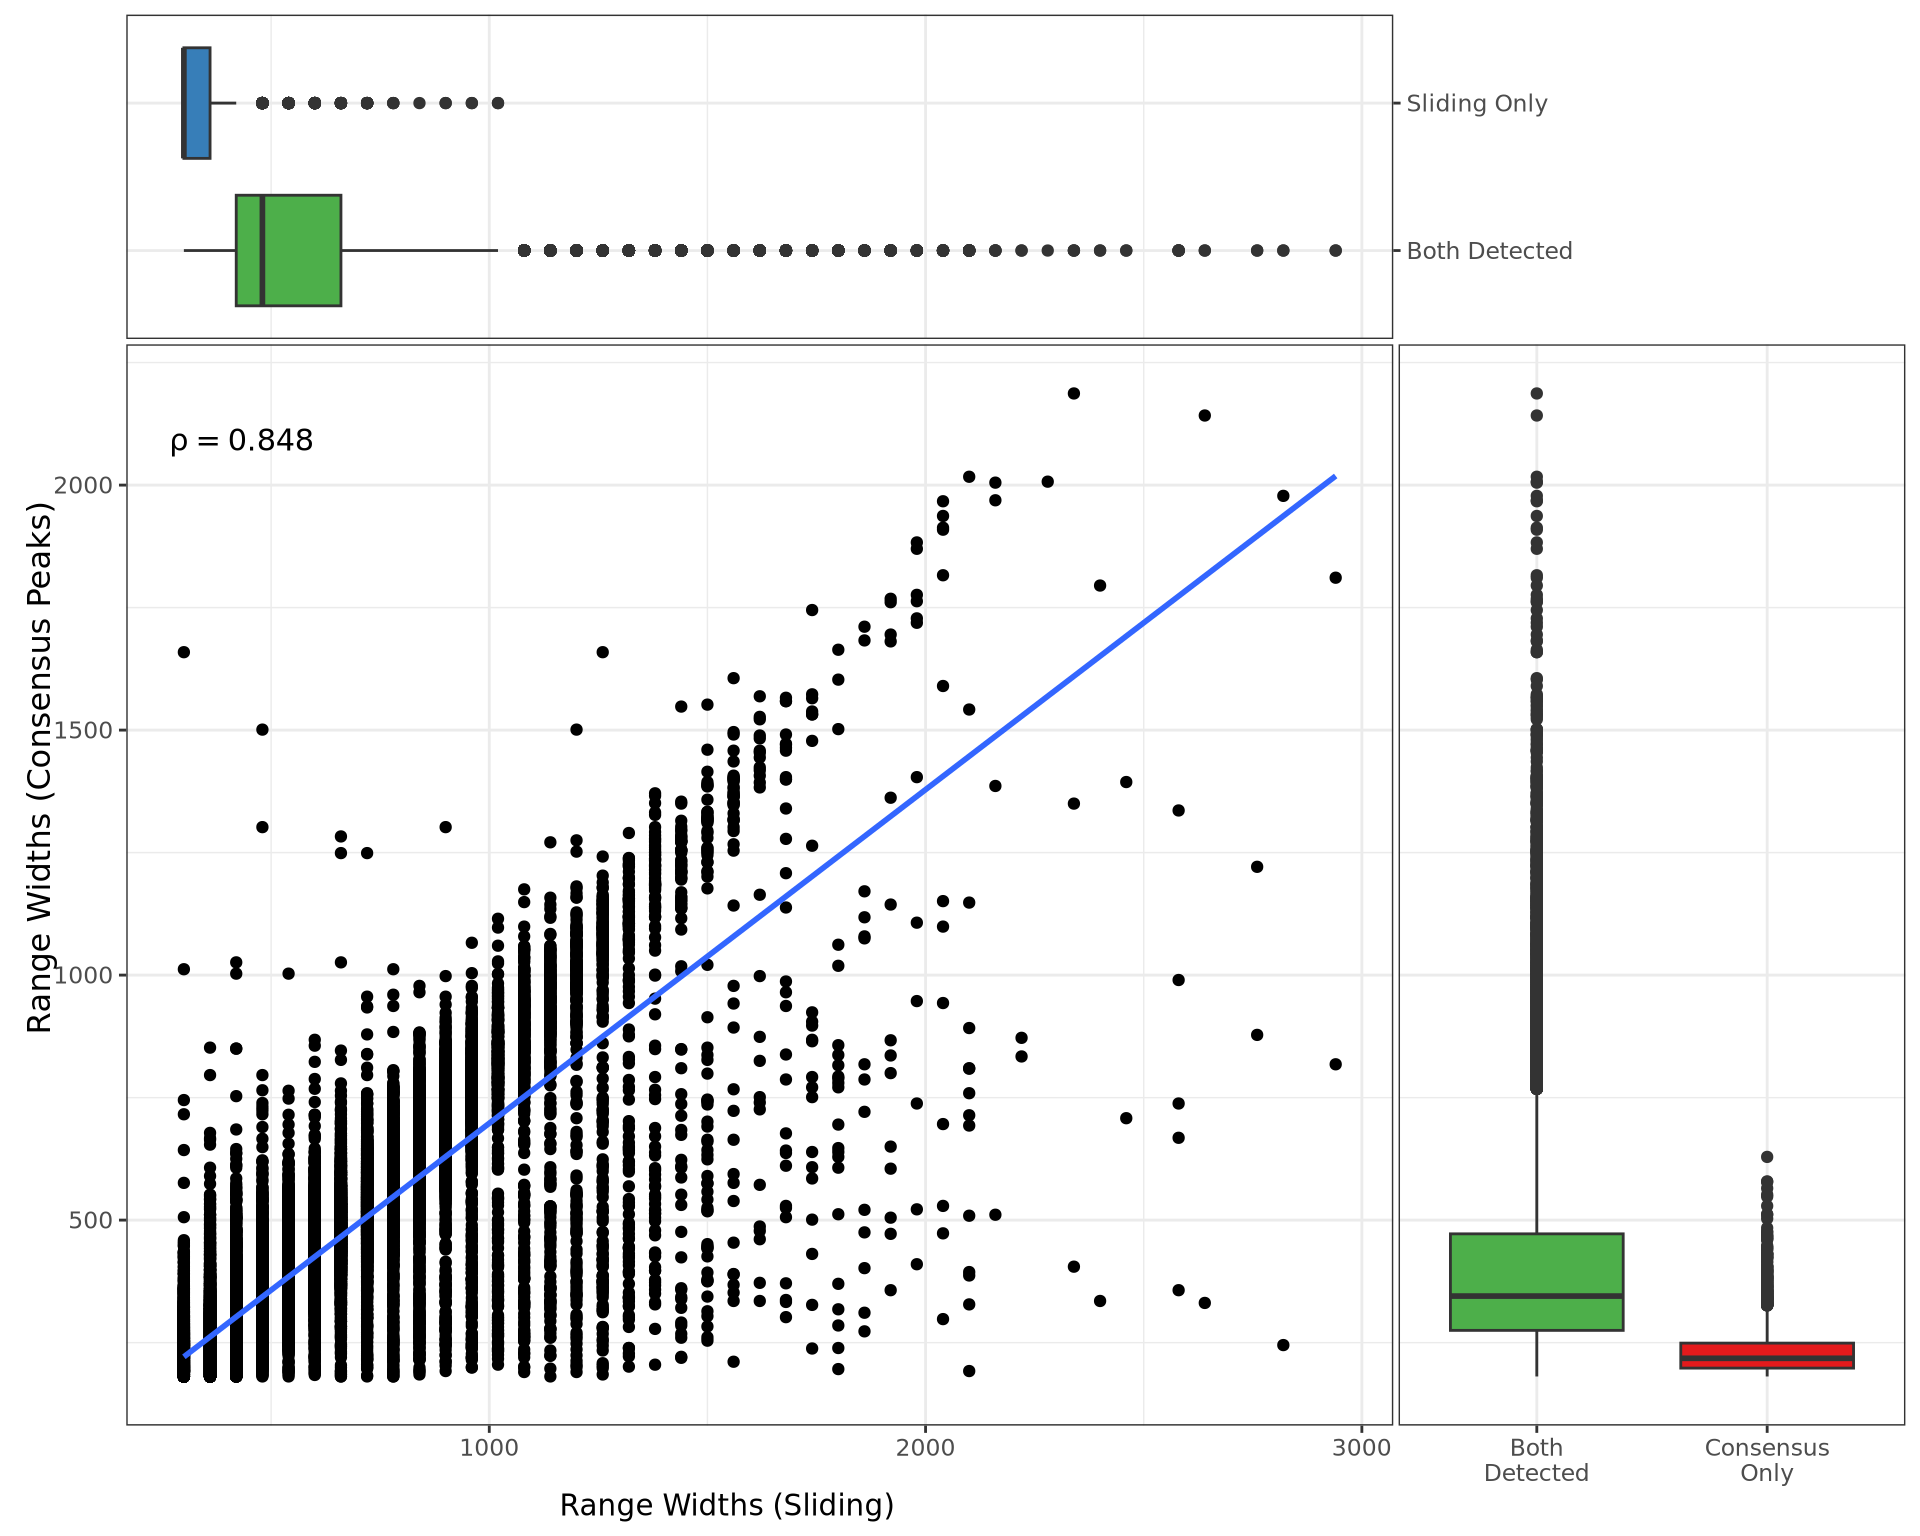 Sliding Only
Both Detected
ρ = 0.848
Range Widths (Consensus Peaks)
2000
1500
1000
500
1000
2000
3000
Range Widths (Sliding)
Both
Detected
Consensus
Only